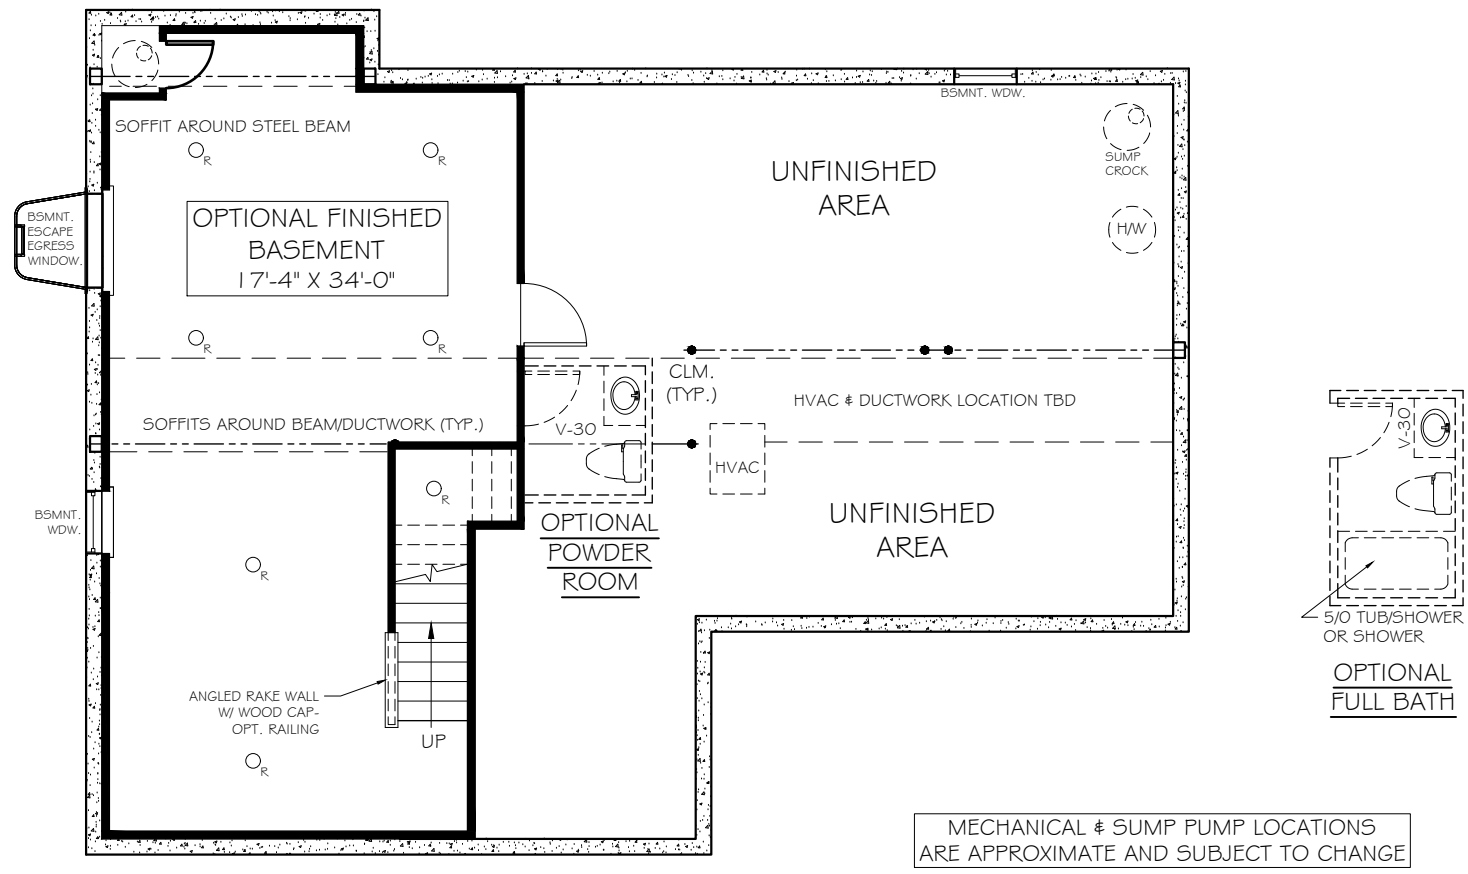 BSMNT. WDW.
SOFFIT AROUND STEEL BEAM
R
R
SUMP
CROCK
UNFINISHED
AREA
BSMNT.
ESCAPE
EGRESS
WINDOW.
OPTIONAL FINISHED
BASEMENT
17'-4" X 34'-0"
H/W
R
R
CLM.
(TYP.)
HVAC & DUCTWORK LOCATION TBD
SOFFITS AROUND BEAM/DUCTWORK (TYP.)
V-30
HVAC
R
BSMNT.
WDW.
OPTIONAL
POWDER
ROOM
UNFINISHED
AREA
R
ANGLED RAKE WALL
W/ WOOD CAP-
OPT. RAILING
UP
R
V-30
5/0 TUB/SHOWER
OR SHOWER
OPTIONAL
FULL BATH
MECHANICAL & SUMP PUMP LOCATIONS
ARE APPROXIMATE AND SUBJECT TO CHANGE